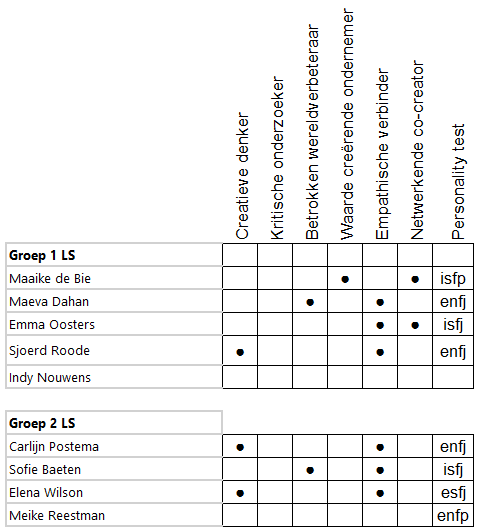 Creatieve denker
Kritische onderzoeker
Betrokken wereldverbeteraar
Waarde creërende ondernemer
Empathische verbinder
Netwerkende co-creator
Personality test
Groep 1 LS
Maaike de Bie ● ● isfp
Maeva Dahan ● ● enfj
Emma Oosters ● ● isfj
Sjoerd Roode ● ● enfj
Indy Nouwens
Groep 2 LS
Carlijn Postema ● ● enfj
Sofie Baeten ● ● isfj
Elena Wilson ● ● esfj
Meike Reestman enfp